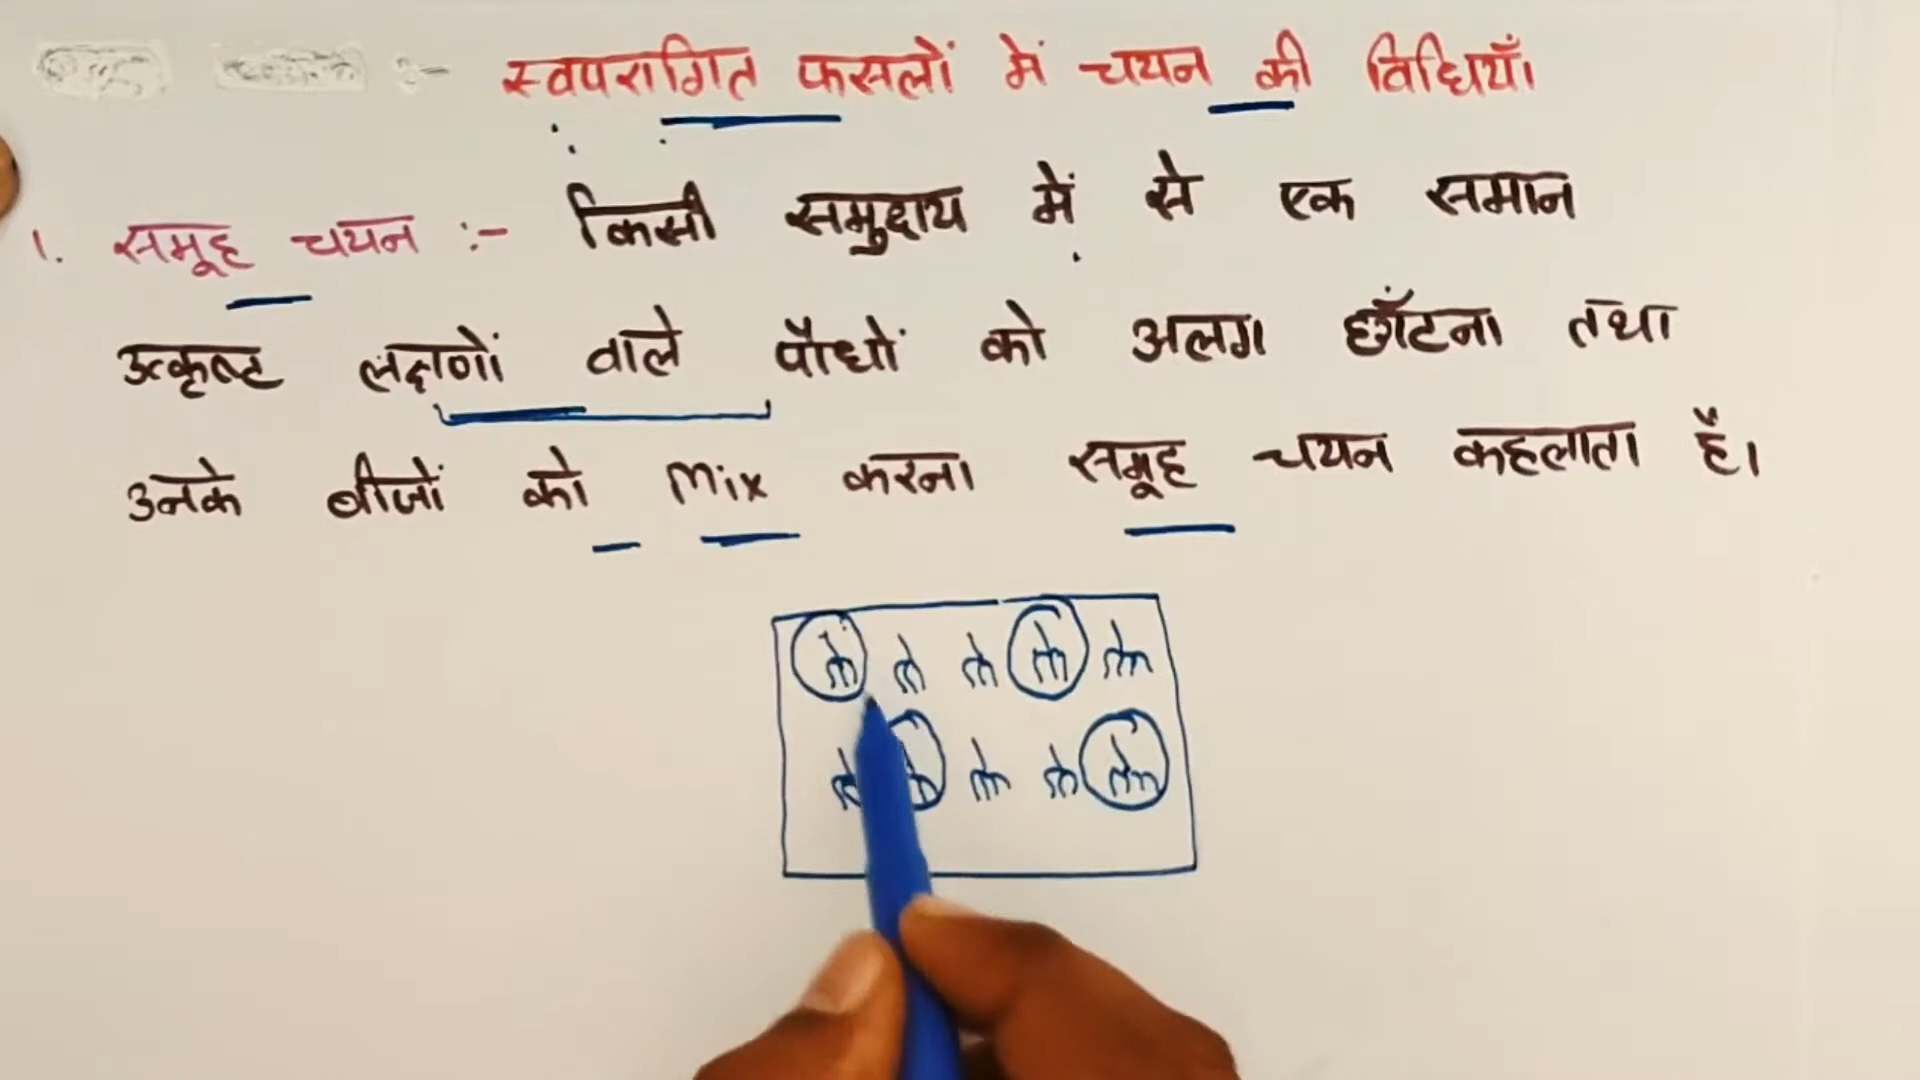 :- स्वपरागित फसलों में चयन की विधियाँ
1. समूह चयन :- किसी समुदाय में से एक समान
उत्कृष्ट लक्षणों वाले पौधों को अलग छाँटना तथा
उनके बीजों को mix करना समूह चयन कहलाता है।